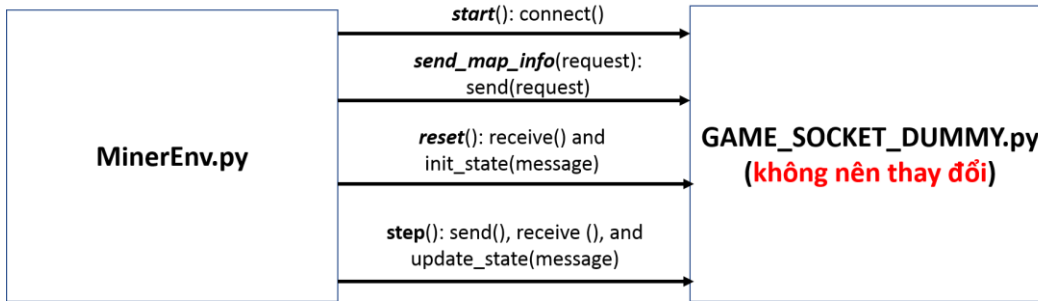 start(): connect()
send_map_info(request):
send(request)
MinerEnv.py
reset(): receive() and
init_state(message)
GAME_SOCKET_DUMMY.py
(không nên thay đổi)
step(): send(), receive (), and
update_state(message)